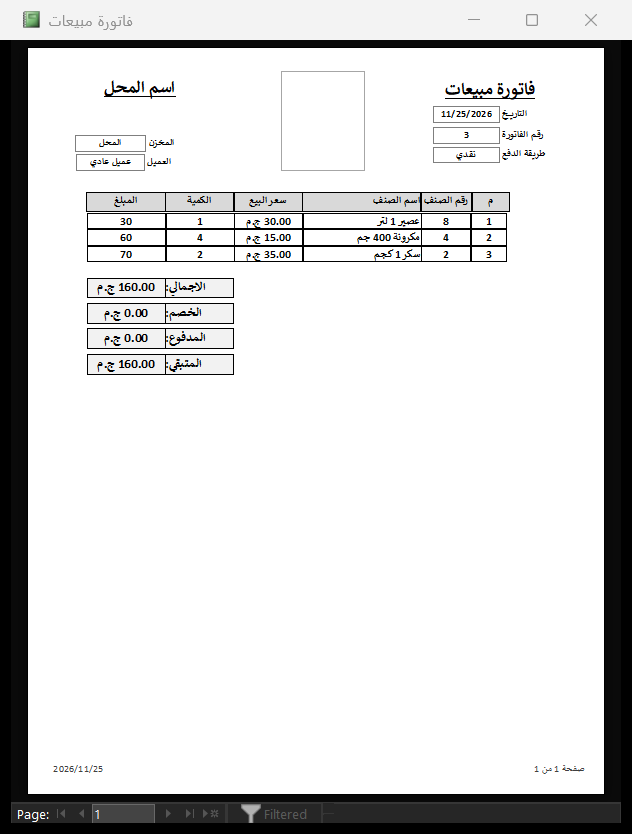 فاتورة مبيعات
فاتورة مبيعات
اسم المحل
التاريخ 11/25/2026
رقم الفاتورة 3
المخزن المحل
طريقة الدفع نقدي
العميل عميل عادي
م رقم الصنف اسم الصنف سعر البيع الكمية المبلغ
1 8 عصير 1 لتر 30.00 ج.م 1 30
2 4 مكرونة 400 جم 15.00 ج.م 4 60
3 2 سكر 1 كجم 35.00 ج.م 2 70
الاجمالي: 160.00 ج.م
الخصم: 0.00 ج.م
المدفوع: 0.00 ج.م
المتبقي: 160.00 ج.م
صفحة 1 من 1
2026/11/25
Page: 1 Filtered